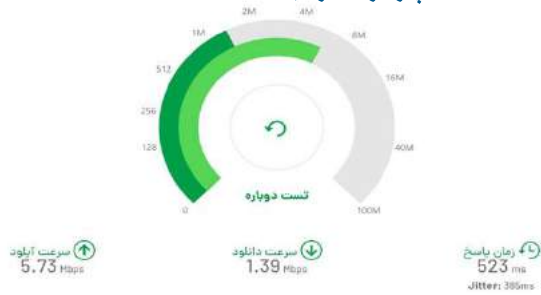 2M
4M
1M
8M
512
16M
256
128
40M
تست دوباره
0
100M
زمان پاسخ
523 ms
Jitter: 385ms
سرعت دانلود
1.39 Mbps
سرعت آپلود
5.73 Mbps